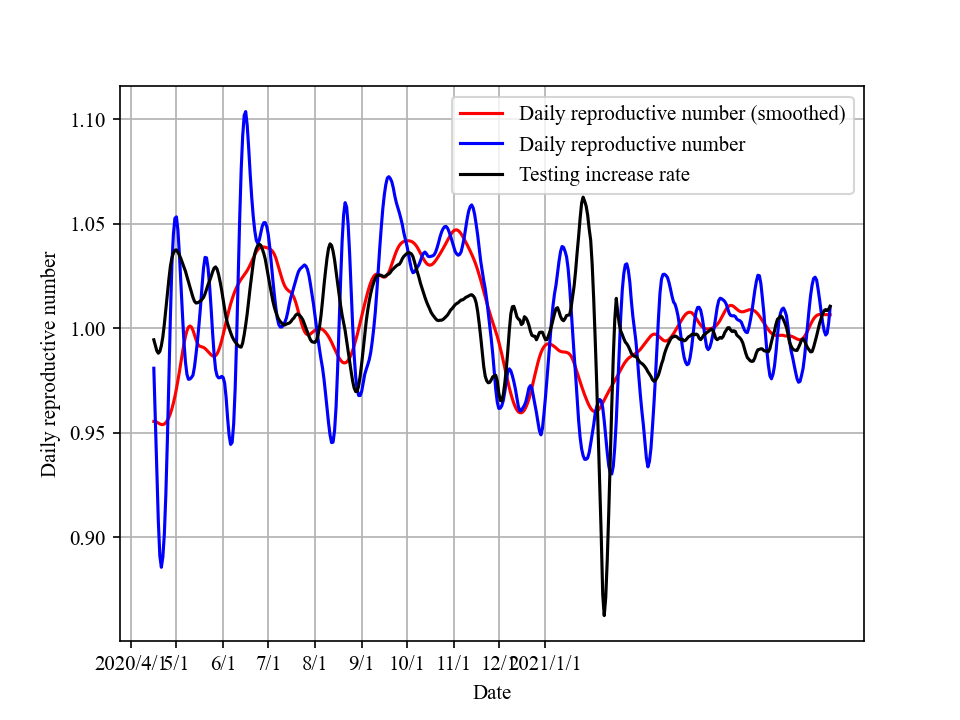 Daily reproductive number (smoothed)
Daily reproductive number
Testing increase rate
1.10
1.05
1.00
0.95
0.90
Daily reproductive number
2020/4/1 5/1 6/1 7/1 8/1 9/1 10/1 11/1 12/1 2021/1/1
Date